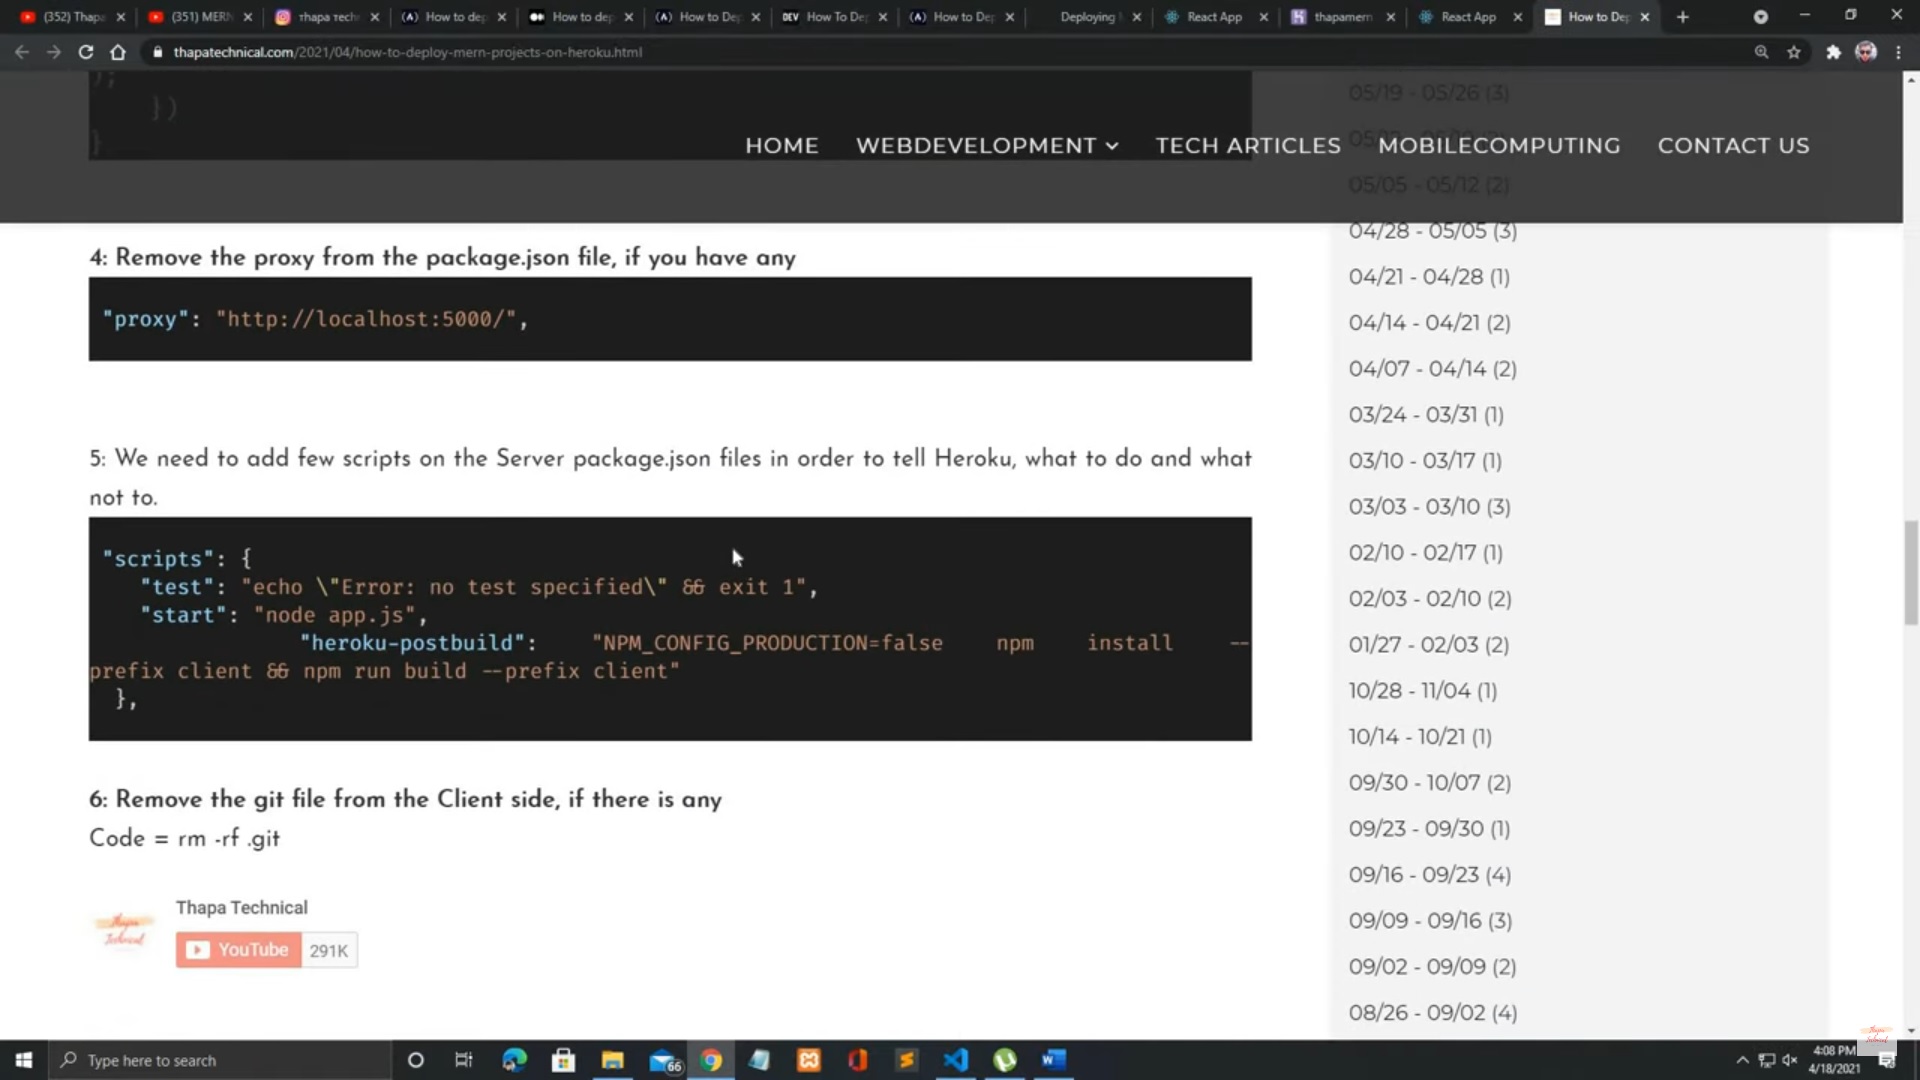 (352) Thapa
(351) MERN
тhapa тecнн
How to dep
How to dep
How to De
How To De
How to Dep
Deploying
React App
thapamern
React App
How to Dep
thapatechnical.com/2021/04/how-to-deploy-mern-projects-on-heroku.html
})
}
HOME
WEBDEVELOPMENT
TECH ARTICLES
MOBILECOMPUTING
CONTACT US
4: Remove the proxy from the package.json file, if you have any
"proxy": "http://localhost:5000/",
5: We need to add few scripts on the Server package.json files in order to tell Heroku, what to do and what
not to.
"scripts": {
"test": "echo \"Error: no test specified\" && exit 1",
"start": "node app.js",
"heroku-postbuild": "NPM_CONFIG_PRODUCTION=false npm install --
prefix client && npm run build --prefix client"
},
6: Remove the git file from the Client side, if there is any
Code = rm -rf .git
Thapa Technical
YouTube 291K
05/19 - 05/26 (3)
05/05 - 05/12 (2)
04/28 - 05/05 (3)
04/21 - 04/28 (1)
04/14 - 04/21 (2)
04/07 - 04/14 (2)
03/24 - 03/31 (1)
03/10 - 03/17 (1)
03/03 - 03/10 (3)
02/10 - 02/17 (1)
02/03 - 02/10 (2)
01/27 - 02/03 (2)
10/28 - 11/04 (1)
10/14 - 10/21 (1)
09/30 - 10/07 (2)
09/23 - 09/30 (1)
09/16 - 09/23 (4)
09/09 - 09/16 (3)
09/02 - 09/09 (2)
08/26 - 09/02 (4)
Type here to search
66
4:08 PM
4/18/2021